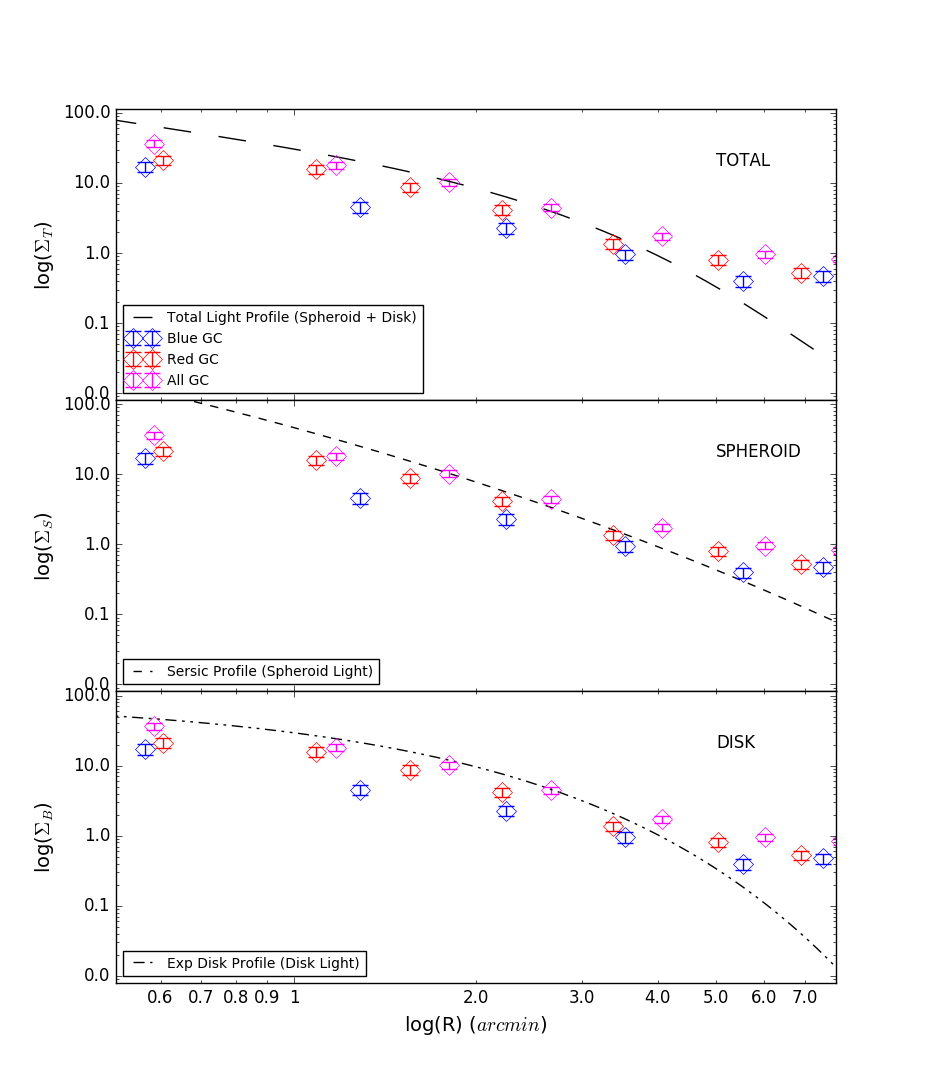 100.0
10.0
1.0
0.1
0.0
log(Σ_T)
TOTAL
Total Light Profile (Spheroid + Disk)
Blue GC
Red GC
All GC
100.0
10.0
1.0
0.1
0.0
log(Σ_S)
SPHEROID
Sersic Profile (Spheroid Light)
100.0
10.0
1.0
0.1
0.0
log(Σ_B)
DISK
Exp Disk Profile (Disk Light)
0.6 0.7 0.8 0.9 1 2.0 3.0 4.0 5.0 6.0 7.0
log(R) (arcmin)